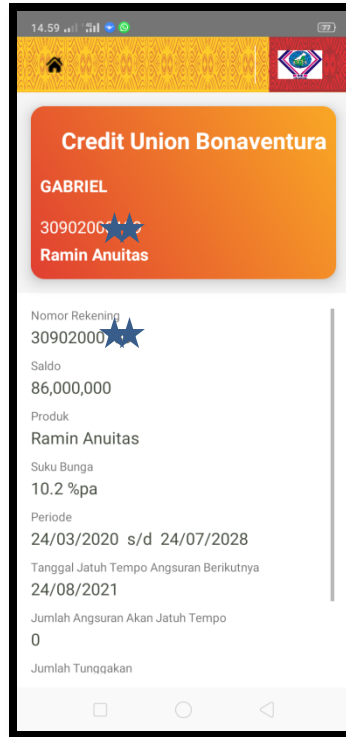 14.59
77
Credit Union Bonaventura
GABRIEL
Ramin Anuitas
Nomor Rekening
Saldo
86,000,000
Produk
Ramin Anuitas
Suku Bunga
10.2 %pa
Periode
24/03/2020 s/d 24/07/2028
Tanggal Jatuh Tempo Angsuran Berikutnya
24/08/2021
Jumlah Angsuran Akan Jatuh Tempo
0
Jumlah Tunggakan